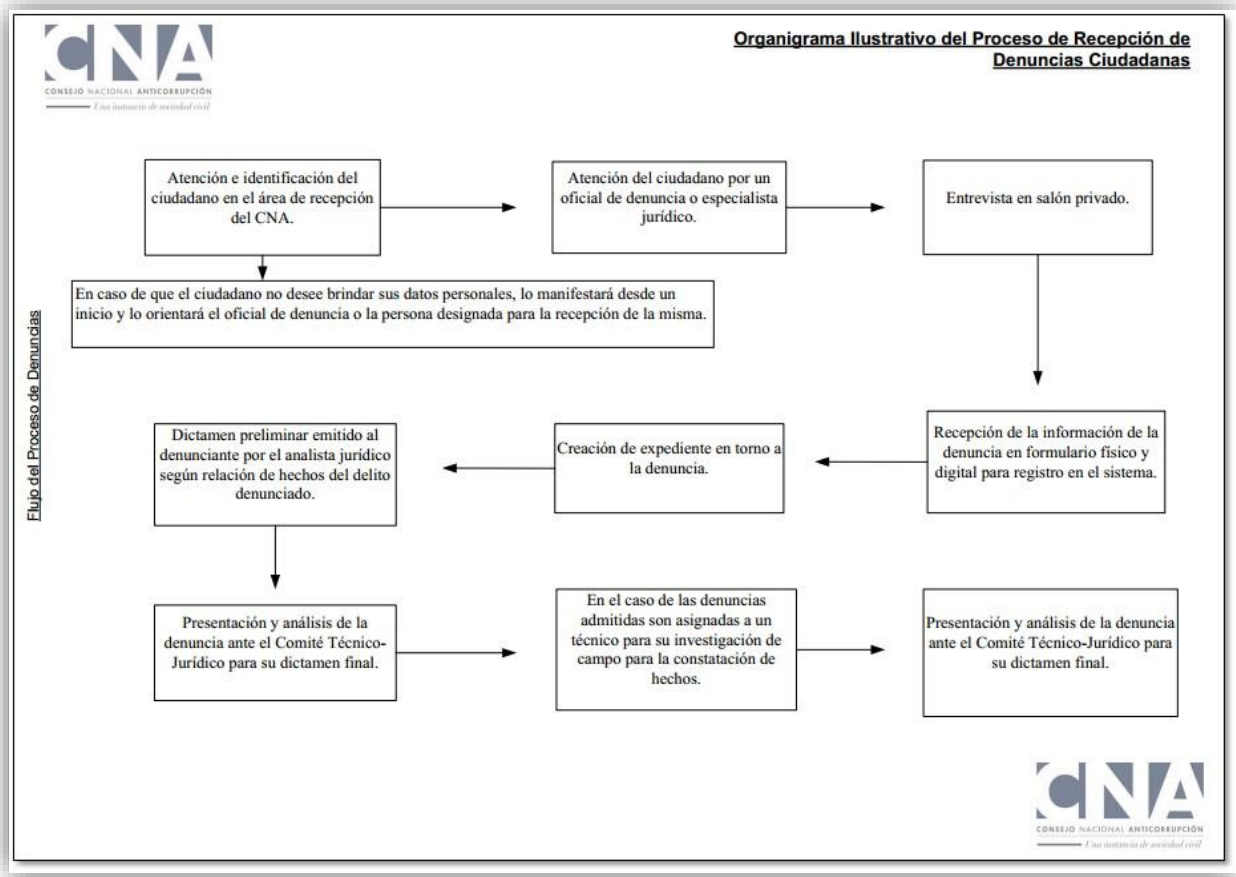 CNA
CONSEJO NACIONAL ANTICORRUPCIÓN
Una instancia de sociedad civil
Organigrama Ilustrativo del Proceso de Recepción de
Denuncias Ciudadanas
Flujo del Proceso de Denuncias
Atención e identificación del
ciudadano en el área de recepción
del CNA.
Atención del ciudadano por un
oficial de denuncia o especialista
jurídico.
Entrevista en salón privado.
En caso de que el ciudadano no desee brindar sus datos personales, lo manifestará desde un
inicio y lo orientará el oficial de denuncia o la persona designada para la recepción de la misma.
Recepción de la información de la
denuncia en formulario físico y
digital para registro en el sistema.
Creación de expediente en torno a
la denuncia.
Dictamen preliminar emitido al
denunciante por el analista jurídico
según relación de hechos del delito
denunciado.
Presentación y análisis de la
denuncia ante el Comité Técnico-
Jurídico para su dictamen final.
En el caso de las denuncias
admitidas son asignadas a un
técnico para su investigación de
campo para la constatación de
hechos.
Presentación y análisis de la denuncia
ante el Comité Técnico-Jurídico para
su dictamen final.
CNA
CONSEJO NACIONAL ANTICORRUPCIÓN
Una instancia de sociedad civil